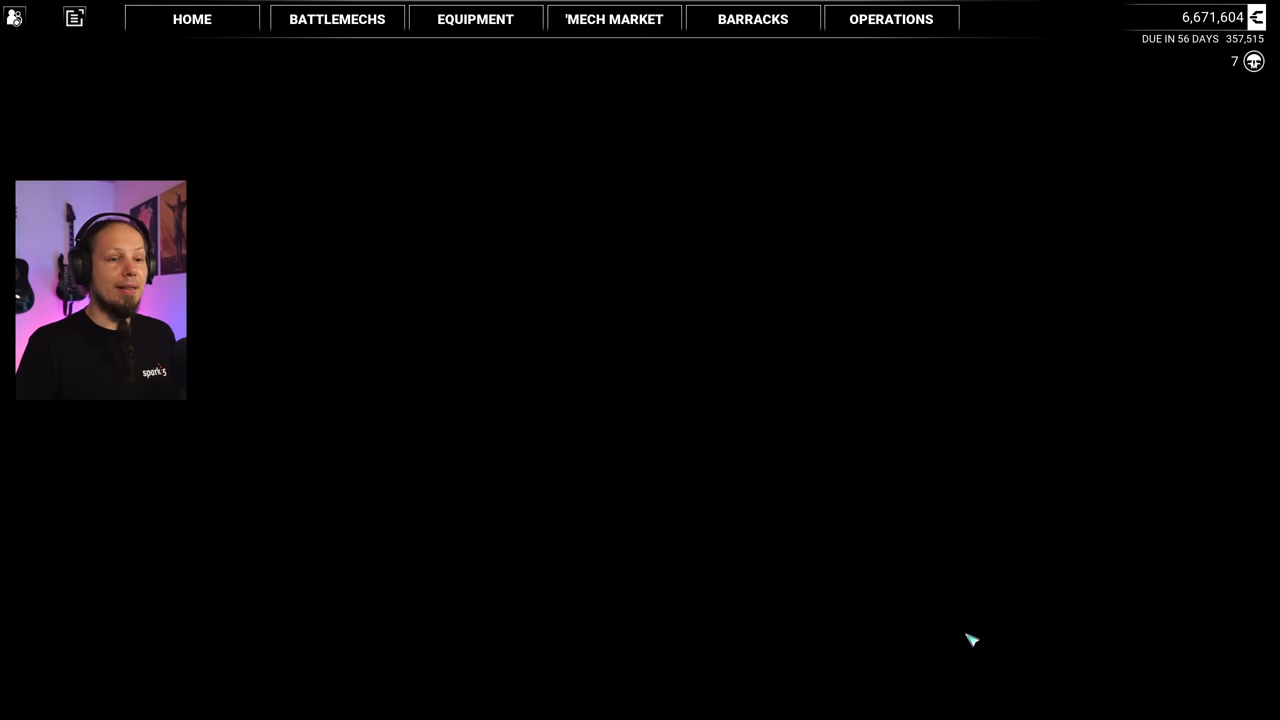 HOME
BATTLEMECHS
EQUIPMENT
'MECH MARKET
BARRACKS
OPERATIONS
6,671,604
DUE IN 56 DAYS 357,515
7